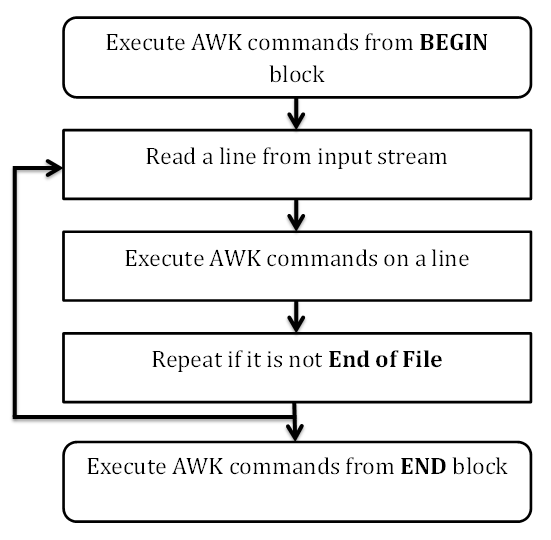 Execute AWK commands from BEGIN
block
Read a line from input stream
Execute AWK commands on a line
Repeat if it is not End of File
Execute AWK commands from END block